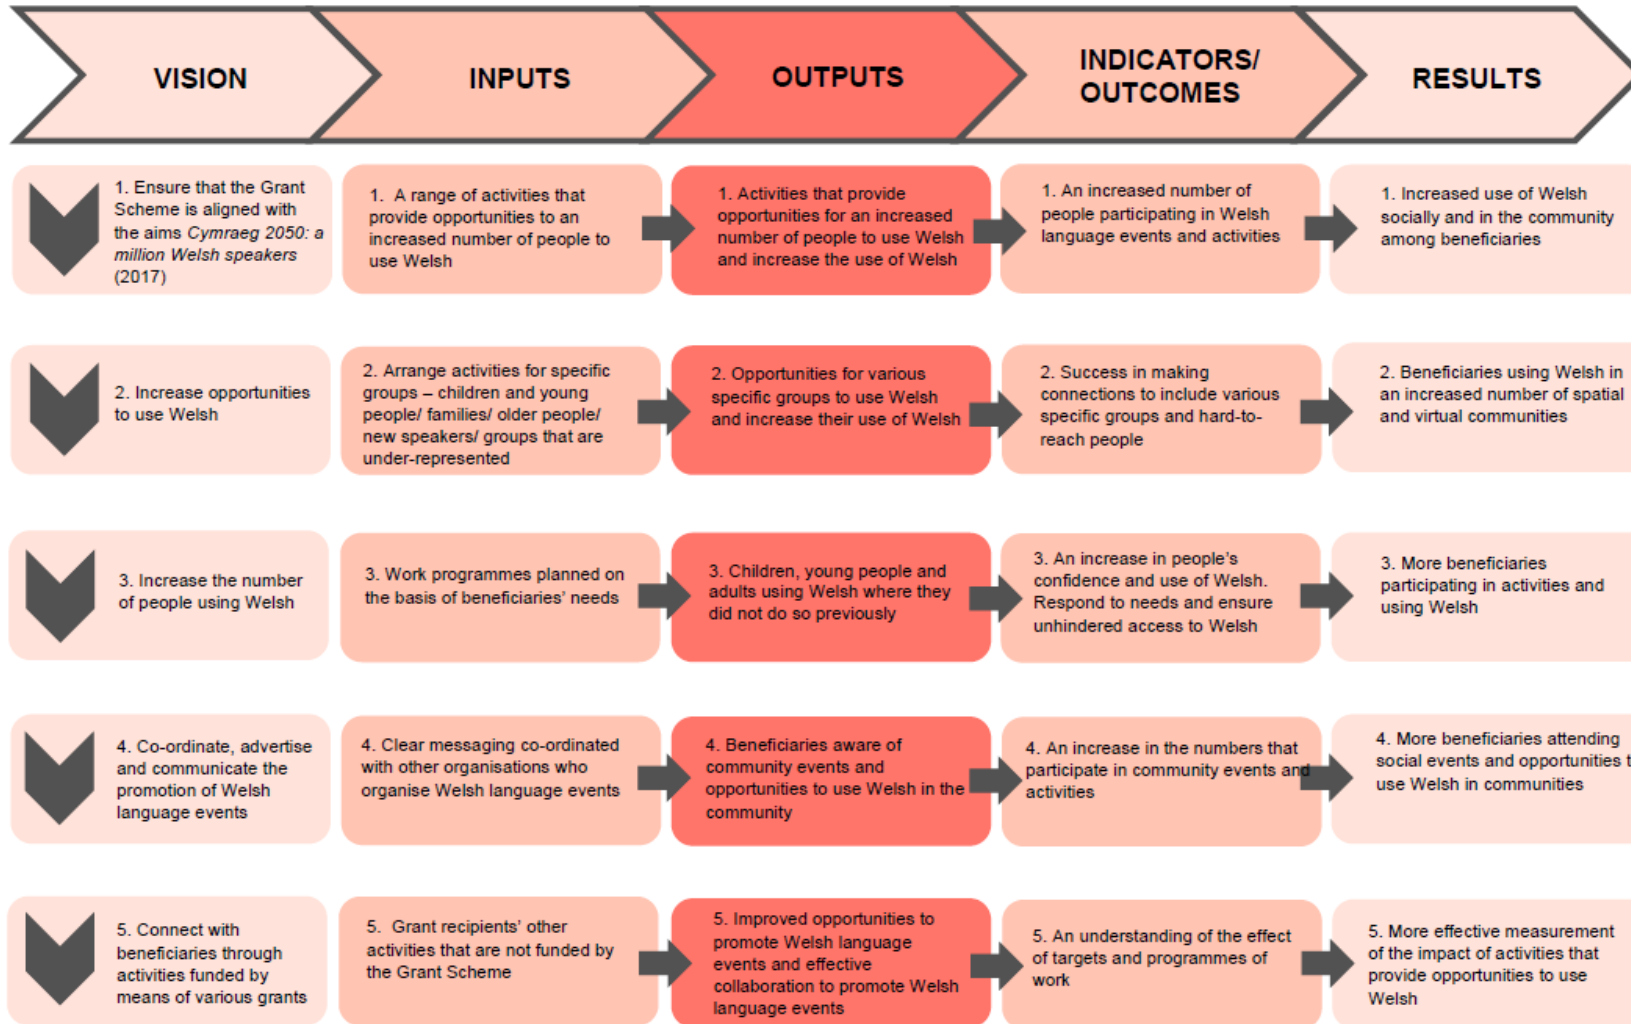 VISION
INPUTS
OUTPUTS
INDICATORS/
OUTCOMES
RESULTS
1. Ensure that the Grant
Scheme is aligned with
the aims Cymraeg 2050: a
million Welsh speakers
(2017)
1. A range of activities that
provide opportunities to an
increased number of people to
use Welsh
1. Activities that provide
opportunities for an increased
number of people to use Welsh
and increase the use of Welsh
1. An increased number of
people participating in Welsh
language events and activities
1. Increased use of Welsh
socially and in the community
among beneficiaries
2. Increase opportunities
to use Welsh
2. Arrange activities for specific
groups – children and young
people/ families/ older people/
new speakers/ groups that are
under-represented
2. Opportunities for various
specific groups to use Welsh
and increase their use of Welsh
2. Success in making
connections to include various
specific groups and hard-to-
reach people
2. Beneficiaries using Welsh in
an increased number of spatial
and virtual communities
3. Increase the number
of people using Welsh
3. Work programmes planned on
the basis of beneficiaries' needs
3. Children, young people and
adults using Welsh where they
did not do so previously
3. An increase in people's
confidence and use of Welsh.
Respond to needs and ensure
unhindered access to Welsh
3. More beneficiaries
participating in activities and
using Welsh
4. Co-ordinate, advertise
and communicate the
promotion of Welsh
language events
4. Clear messaging co-ordinated
with other organisations who
organise Welsh language events
4. Beneficiaries aware of
community events and
opportunities to use Welsh in the
community
4. An increase in the numbers that
participate in community events and
activities
4. More beneficiaries attending
social events and opportunities t
use Welsh in communities
5. Connect with
beneficiaries through
activities funded by
means of various grants
5. Grant recipients' other
activities that are not funded by
the Grant Scheme
5. Improved opportunities to
promote Welsh language
events and effective
collaboration to promote Welsh
language events
5. An understanding of the effect
of targets and programmes of
work
5. More effective measurement
of the impact of activities that
provide opportunities to use
Welsh